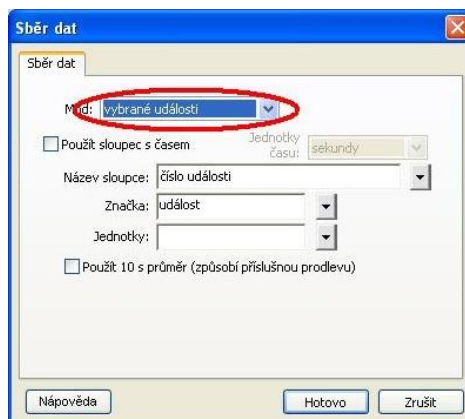 Sběr dat
Sběr dat
Mód: vybrané události
Použít sloupec s časem Jednotky času: sekundy
Název sloupce: číslo události
Značka: událost
Jednotky:
Použít 10 s průměr (způsobí příslušnou prodlevu)
Nápověda Hotovo Zrušit